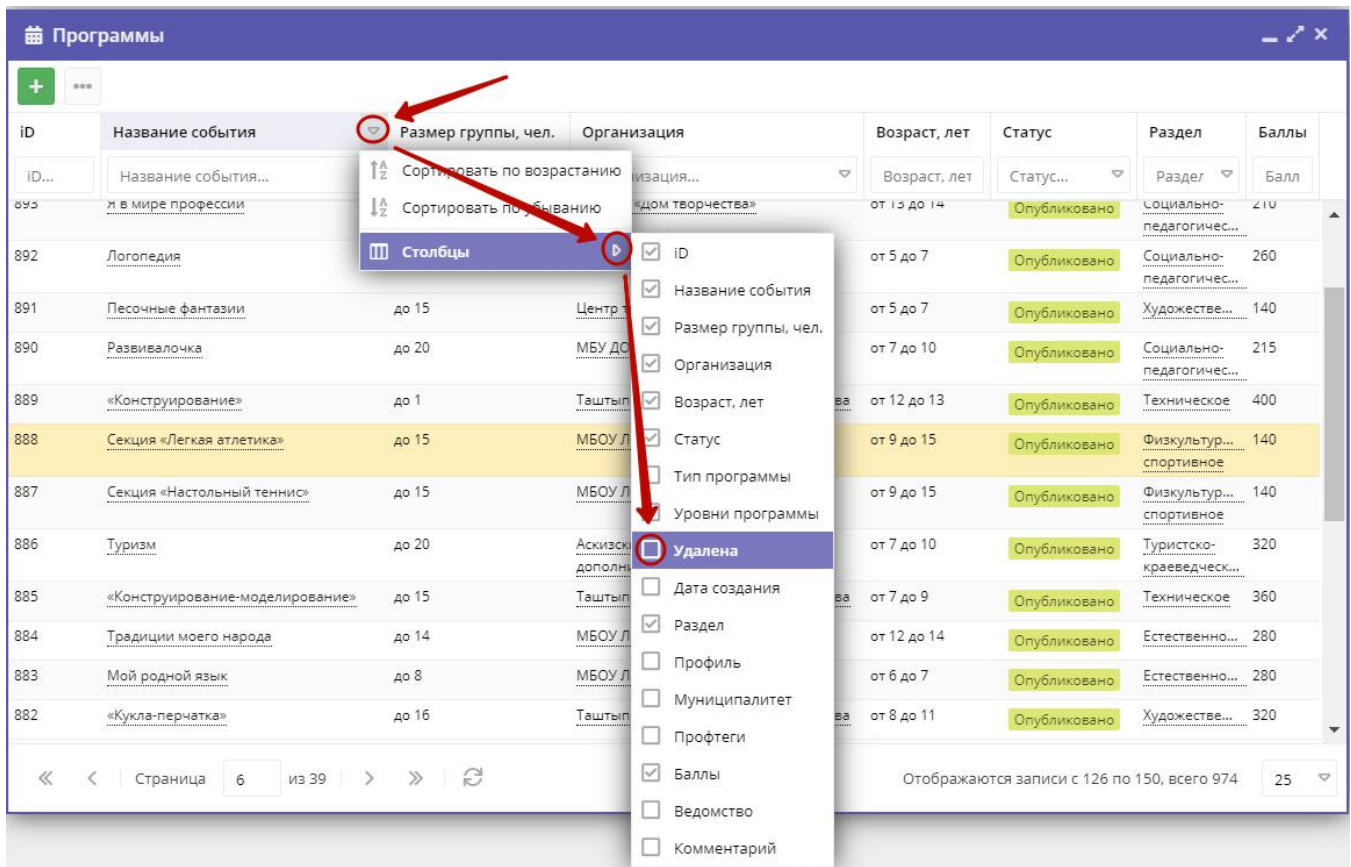 Программы
iD Название события Размер группы, чел. Организация Возраст, лет Статус Раздел Баллы
iD... Название события... Возраст, лет Статус... Раздел Балл
Сортировать по возрастанию
Сортировать по убыванию
Столбцы
iD
Название события
Размер группы, чел.
Организация
Возраст, лет
Статус
Тип программы
Уровни программы
Удалена
Дата создания
Раздел
Профиль
Муниципалитет
Профтеги
Баллы
Ведомство
Комментарий
893 Я в мире профессий «Дом творчества» от 13 до 14 Опубликовано Социально- 210
педагогичес...
892 Логопедия от 5 до 7 Опубликовано Социально- 260
педагогичес...
891 Песочные фантазии до 15 Центр от 5 до 7 Опубликовано Художестве... 140
890 Развивалочка до 20 МБУ ДО от 7 до 10 Опубликовано Социально- 215
педагогичес...
889 «Конструирование» до 1 Таштып ва от 12 до 13 Опубликовано Техническое 400
888 Секция «Легкая атлетика» до 15 МБОУ Л от 9 до 15 Опубликовано Физкультур... 140
спортивное
887 Секция «Настольный теннис» до 15 МБОУ Л от 9 до 15 Опубликовано Физкультур... 140
спортивное
886 Туризм до 20 Аскизск от 7 до 10 Опубликовано Туристско- 320
дополн краеведческ...
885 «Конструирование-моделирование» до 15 Таштып ва от 7 до 9 Опубликовано Техническое 360
884 Традиции моего народа до 14 МБОУ Л от 12 до 14 Опубликовано Естественно... 280
883 Мой родной язык до 8 МБОУ Л от 6 до 7 Опубликовано Естественно... 280
882 «Кукла-перчатка» до 16 Таштып ва от 8 до 11 Опубликовано Художестве... 320
Страница 6 из 39 Отображаются записи с 126 по 150, всего 974 25